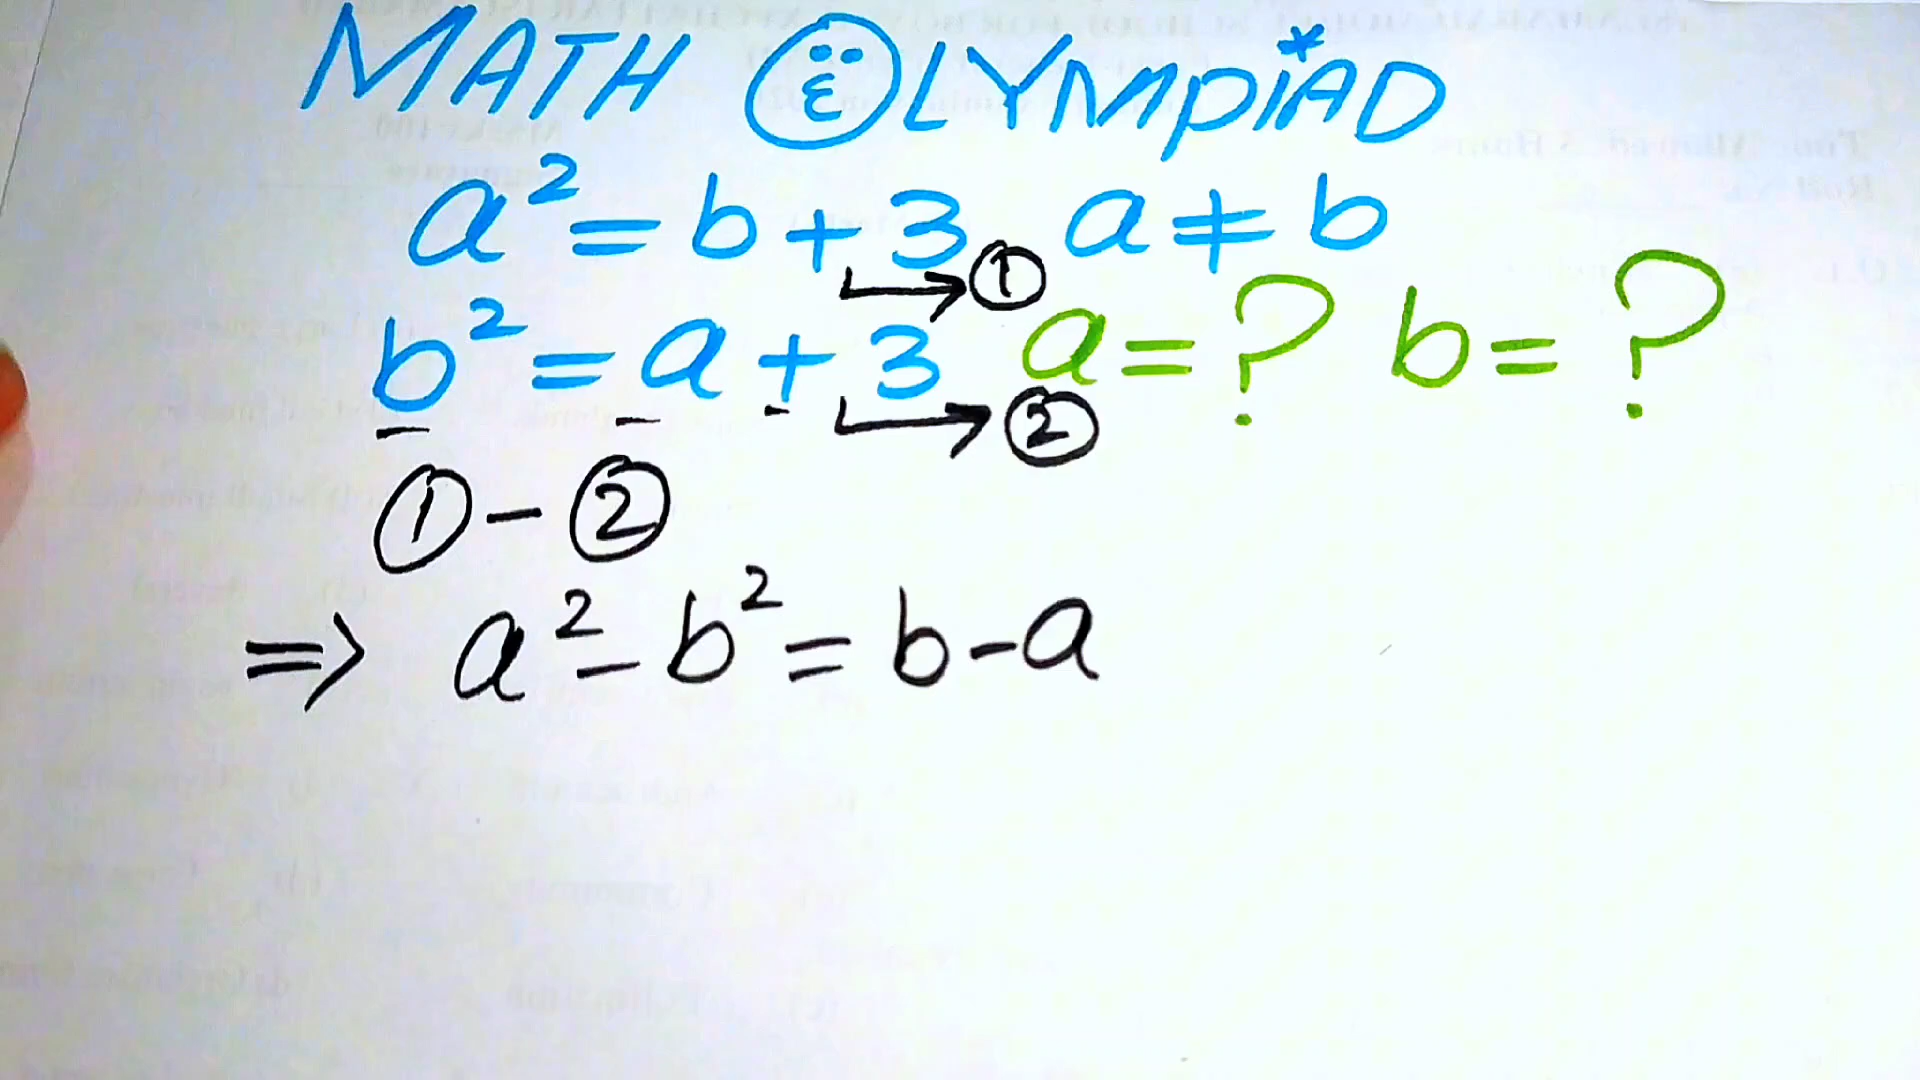 MATH OLYMPIAD
a² = b + 3 a ≠ b
→ ①
b² = a + 3 a = ? b = ?
→ ②
① - ②
⇒ a² - b² = b - a